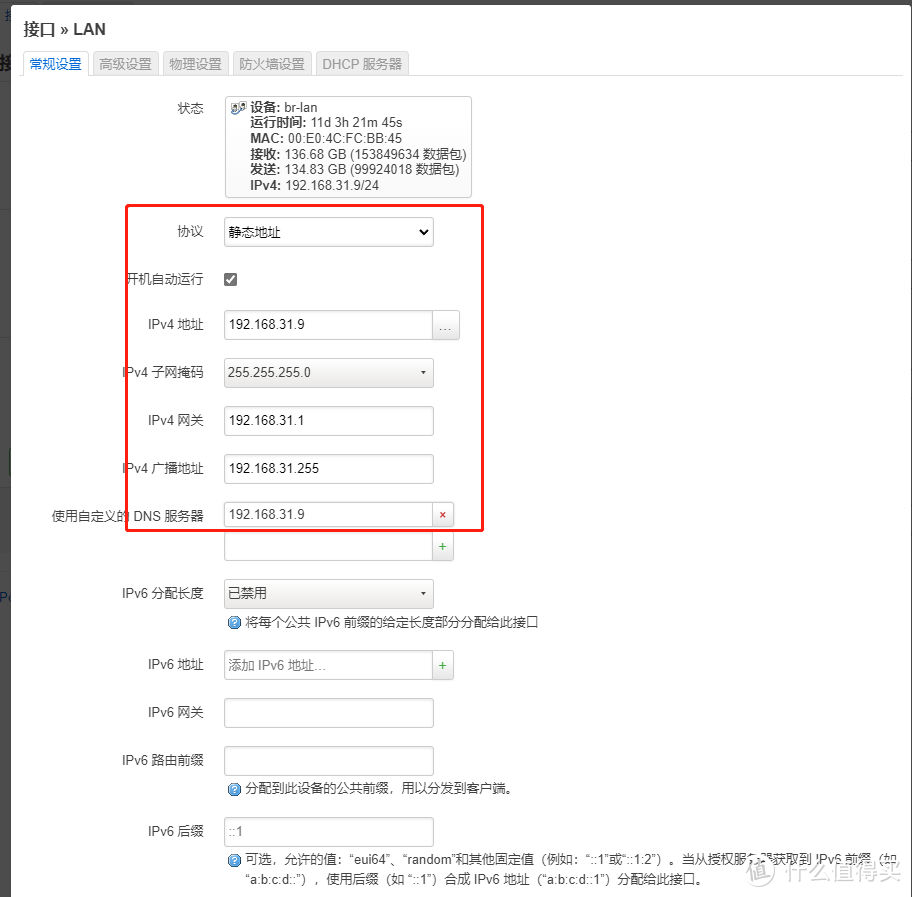 接口 » LAN
常规设置 高级设置 物理设置 防火墙设置 DHCP 服务器
状态
设备: br-lan
运行时间: 11d 3h 21m 45s
MAC: 00:E0:4C:FC:BB:45
接收: 136.68 GB (153849634 数据包)
发送: 134.83 GB (99924018 数据包)
IPv4: 192.168.31.9/24
协议 静态地址
开机自动运行
IPv4 地址 192.168.31.9 ...
IPv4 子网掩码 255.255.255.0
IPv4 网关 192.168.31.1
IPv4 广播地址 192.168.31.255
使用自定义的 DNS 服务器 192.168.31.9 ×
+
IPv6 分配长度 已禁用
将每个公共 IPv6 前缀的给定长度部分分配给此接口
IPv6 地址 添加 IPv6 地址... +
IPv6 网关
IPv6 路由前缀
分配到此设备的公共前缀，用以分发到客户端。
IPv6 后缀 ::1
可选，允许的值：“eui64”、“random”和其他固定值（例如：“::1”或“::1:2”）。当从授权服务器获取到 IPv6 前缀（如
“a:b:c:d::”），使用后缀（如 “::1”）合成 IPv6 地址（“a:b:c:d::1”）分配给此接口。
值 什么值得买